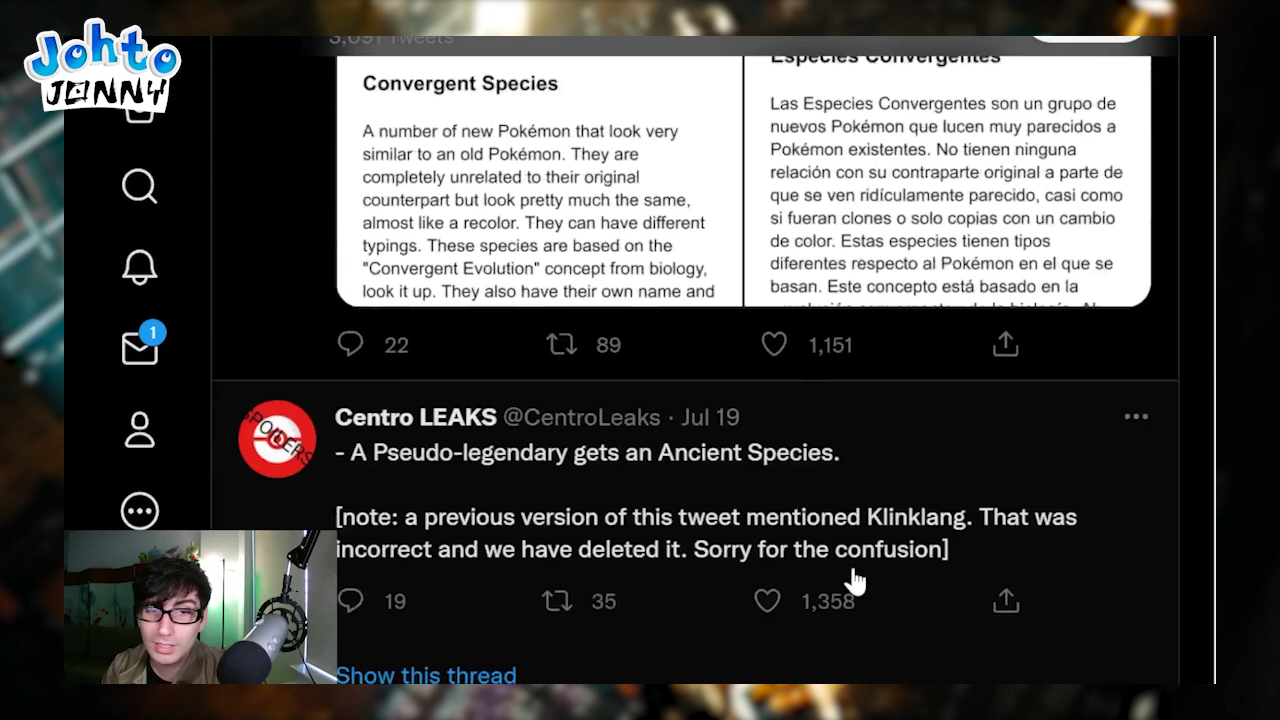 Johto
JONNY
3,091 Tweets
Convergent Species
A number of new Pokémon that look very
similar to an old Pokémon. They are
completely unrelated to their original
counterpart but look pretty much the same,
almost like a recolor. They can have different
typings. These species are based on the
"Convergent Evolution" concept from biology,
look it up. They also have their own name and
Especies Convergentes
Las Especies Convergentes son un grupo de
nuevos Pokémon que lucen muy parecidos a
Pokémon existentes. No tienen ninguna
relación con su contraparte original a parte de
que se ven ridículamente parecido, casi como
si fueran clones o solo copias con un cambio
de color. Estas especies tienen tipos
diferentes respecto al Pokémon en el que se
basan. Este concepto está basado en la
22
89
1,151
1
SPOILERS
Centro LEAKS @CentroLeaks · Jul 19
- A Pseudo-legendary gets an Ancient Species.
[note: a previous version of this tweet mentioned Klinklang. That was
incorrect and we have deleted it. Sorry for the confusion]
19
35
1,358
Show this thread